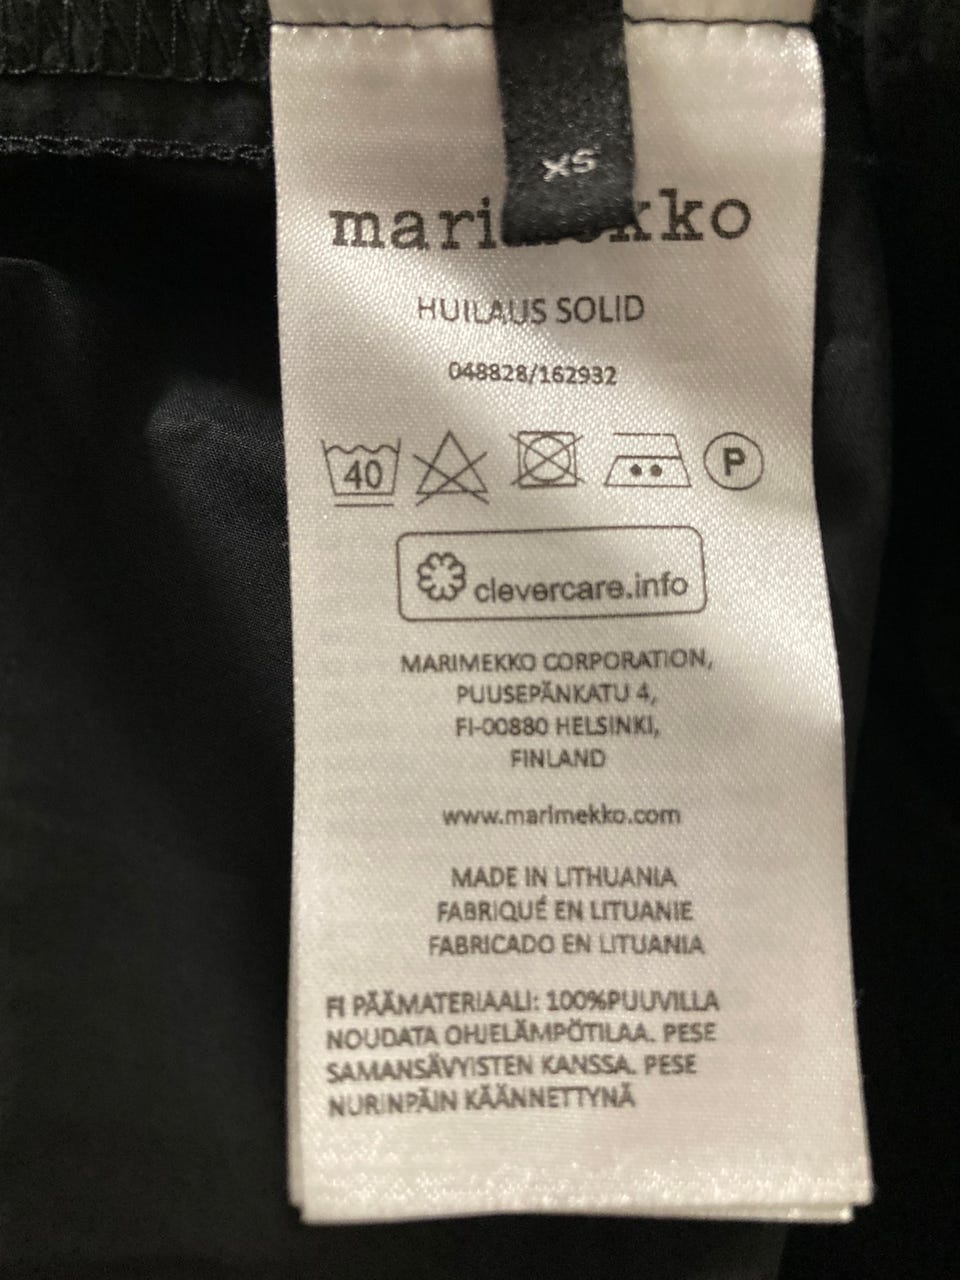 XS
HUILAUS SOLID
048828/162932
40
P
clevercare.info
MARIMEKKO CORPORATION,
PUUSEPÄNKATU 4,
FI-00880 HELSINKI,
FINLAND
www.marimekko.com
MADE IN LITHUANIA
FABRIQUÉ EN LITUANIE
FABRICADO EN LITUANIA
FI PÄÄMATERIAALI: 100%PUUVILLA
NOUDATA OHJELÄMPÖTILAA. PESE
SAMANSÄVYISTEN KANSSA. PESE
NURINPÄIN KÄÄNNETTYNÄ